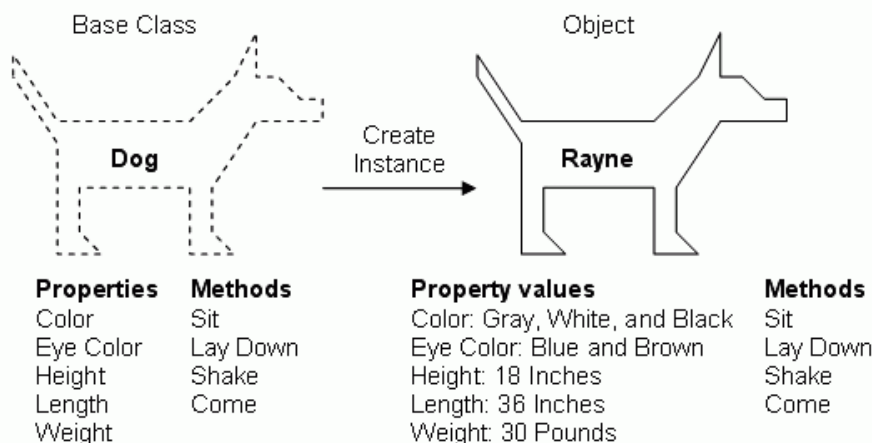 Base Class
Object
Dog
Create
Instance
Rayne
Properties
Color
Eye Color
Height
Length
Weight
Methods
Sit
Lay Down
Shake
Come
Property values
Color: Gray, White, and Black
Eye Color: Blue and Brown
Height: 18 Inches
Length: 36 Inches
Weight: 30 Pounds
Methods
Sit
Lay Down
Shake
Come